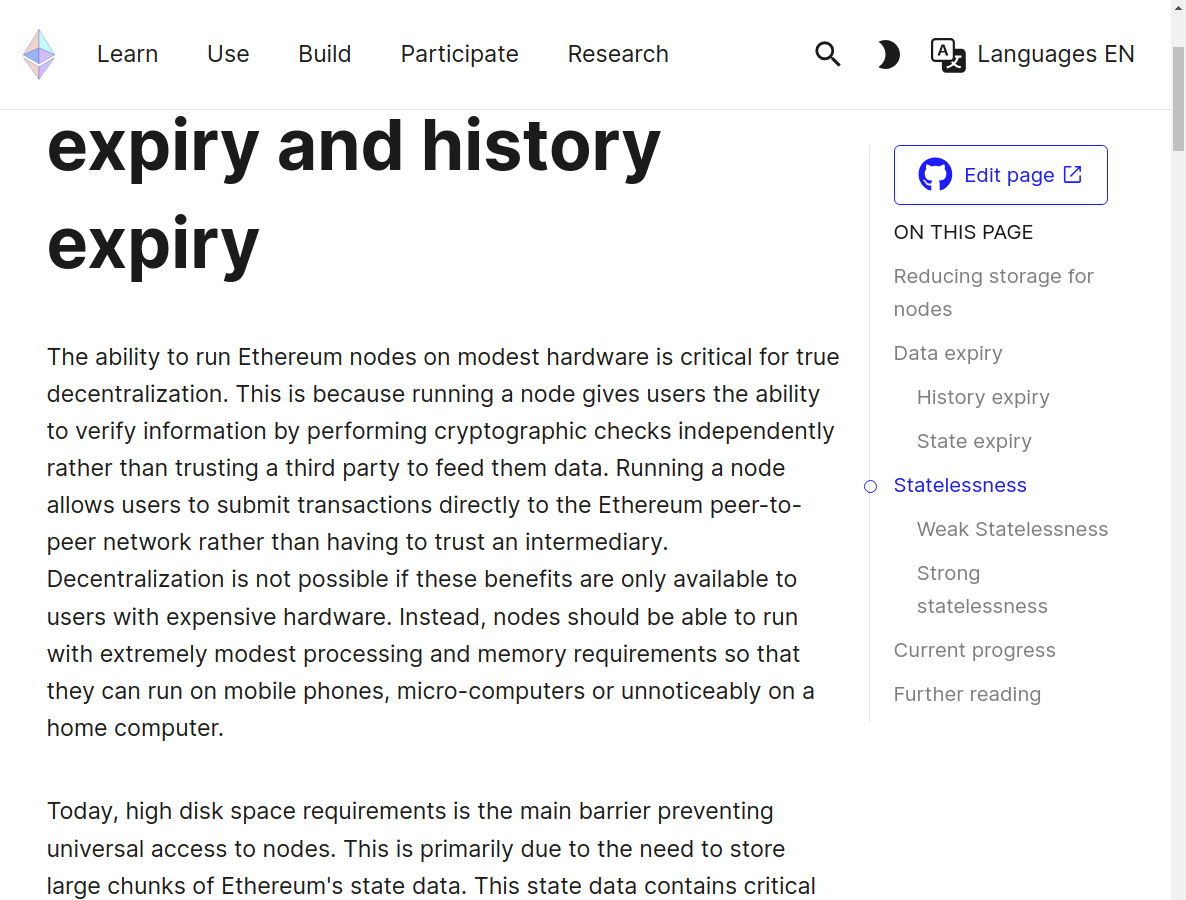 Learn Use Build Participate Research Languages EN
expiry and history
expiry
The ability to run Ethereum nodes on modest hardware is critical for true
decentralization. This is because running a node gives users the ability
to verify information by performing cryptographic checks independently
rather than trusting a third party to feed them data. Running a node
allows users to submit transactions directly to the Ethereum peer-to-
peer network rather than having to trust an intermediary.
Decentralization is not possible if these benefits are only available to
users with expensive hardware. Instead, nodes should be able to run
with extremely modest processing and memory requirements so that
they can run on mobile phones, micro-computers or unnoticeably on a
home computer.
Today, high disk space requirements is the main barrier preventing
universal access to nodes. This is primarily due to the need to store
large chunks of Ethereum's state data. This state data contains critical
Edit page
ON THIS PAGE
Reducing storage for
nodes
Data expiry
History expiry
State expiry
Statelessness
Weak Statelessness
Strong
statelessness
Current progress
Further reading